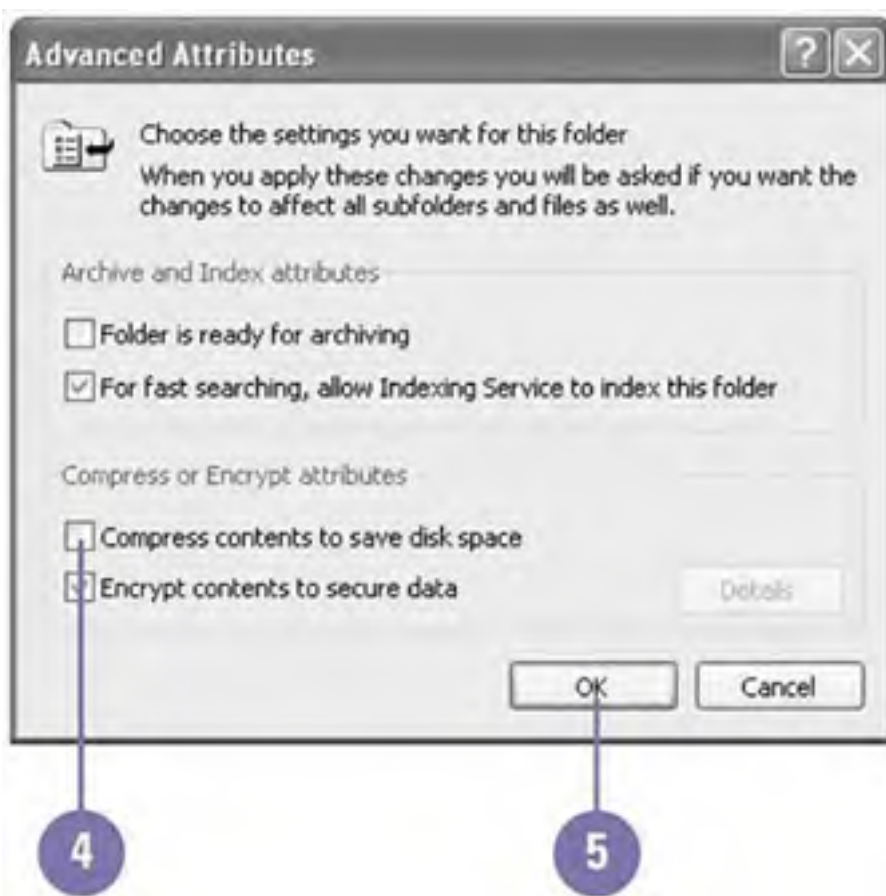 Advanced Attributes
Choose the settings you want for this folder
When you apply these changes you will be asked if you want the
changes to affect all subfolders and files as well.
Archive and Index attributes
Folder is ready for archiving
For fast searching, allow Indexing Service to index this folder
Compress or Encrypt attributes
Compress contents to save disk space
Encrypt contents to secure data
Details
OK
Cancel
4
5